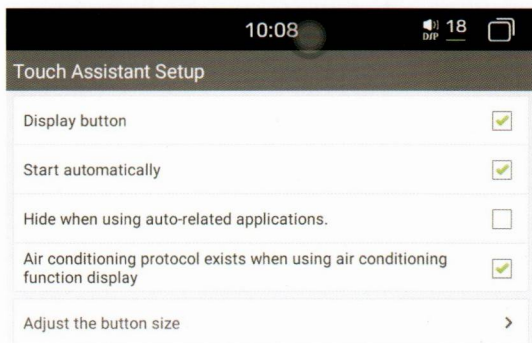 10:08
D/P 18
Touch Assistant Setup
Display button
Start automatically
Hide when using auto-related applications.
Air conditioning protocol exists when using air conditioning
function display
Adjust the button size